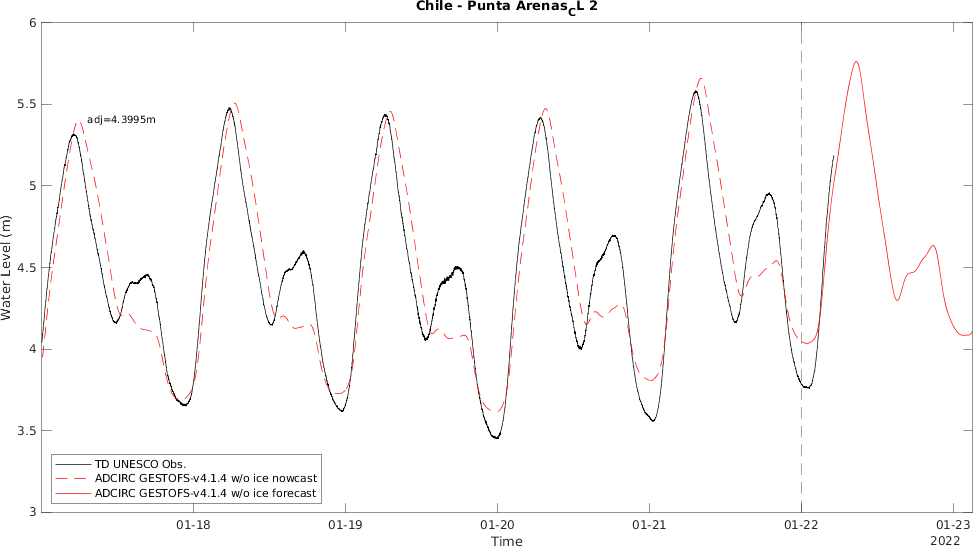 Chile - Punta Arenas_CL 2
6
5.5
5
4.5
4
3.5
3
Water Level (m)
adj=4.3995m
TD UNESCO Obs.
ADCIRC GESTOFS-v4.1.4 w/o ice nowcast
ADCIRC GESTOFS-v4.1.4 w/o ice forecast
01-18
01-19
01-20
01-21
01-22
01-23
Time
2022